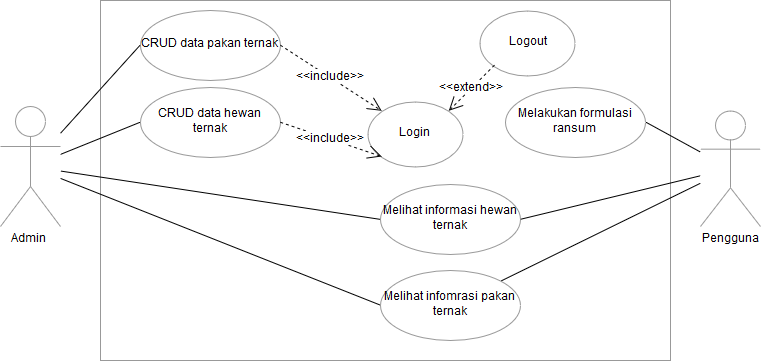 CRUD data pakan ternak
Logout
<<include>>
<<extend>>
CRUD data hewan
ternak
Melakukan formulasi
ransum
<<include>>
Login
Melihat informasi hewan
ternak
Admin
Pengguna
Melihat infomrasi pakan
ternak